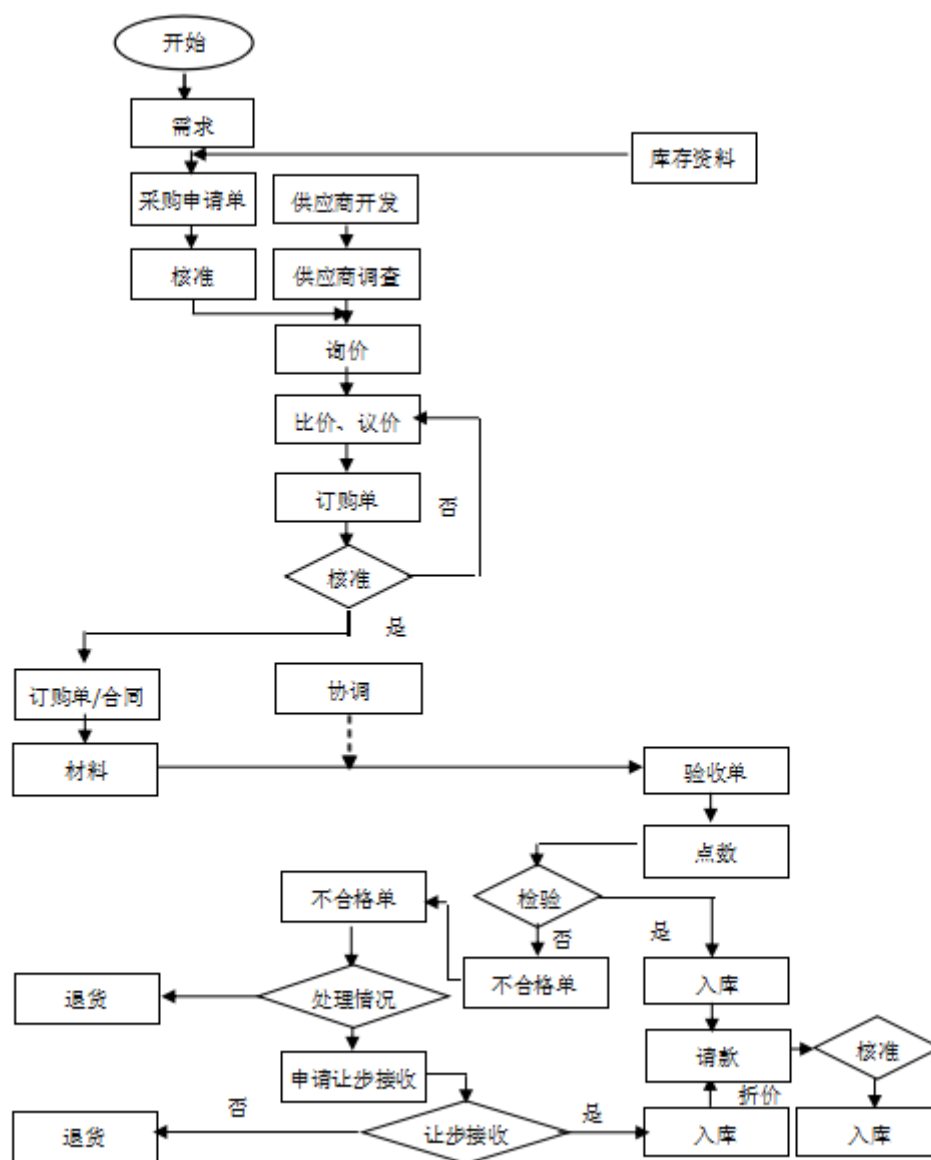 开始
需求
库存资料
采购申请单
供应商开发
核准
供应商调查
询价
比价、议价
订购单
否
核准
是
订购单/合同
协调
材料
验收单
点数
不合格单
检验
否
是
退货
处理情况
不合格单
入库
请款
核准
申请让步接收
折价
否
是
退货
让步接收
入库
入库